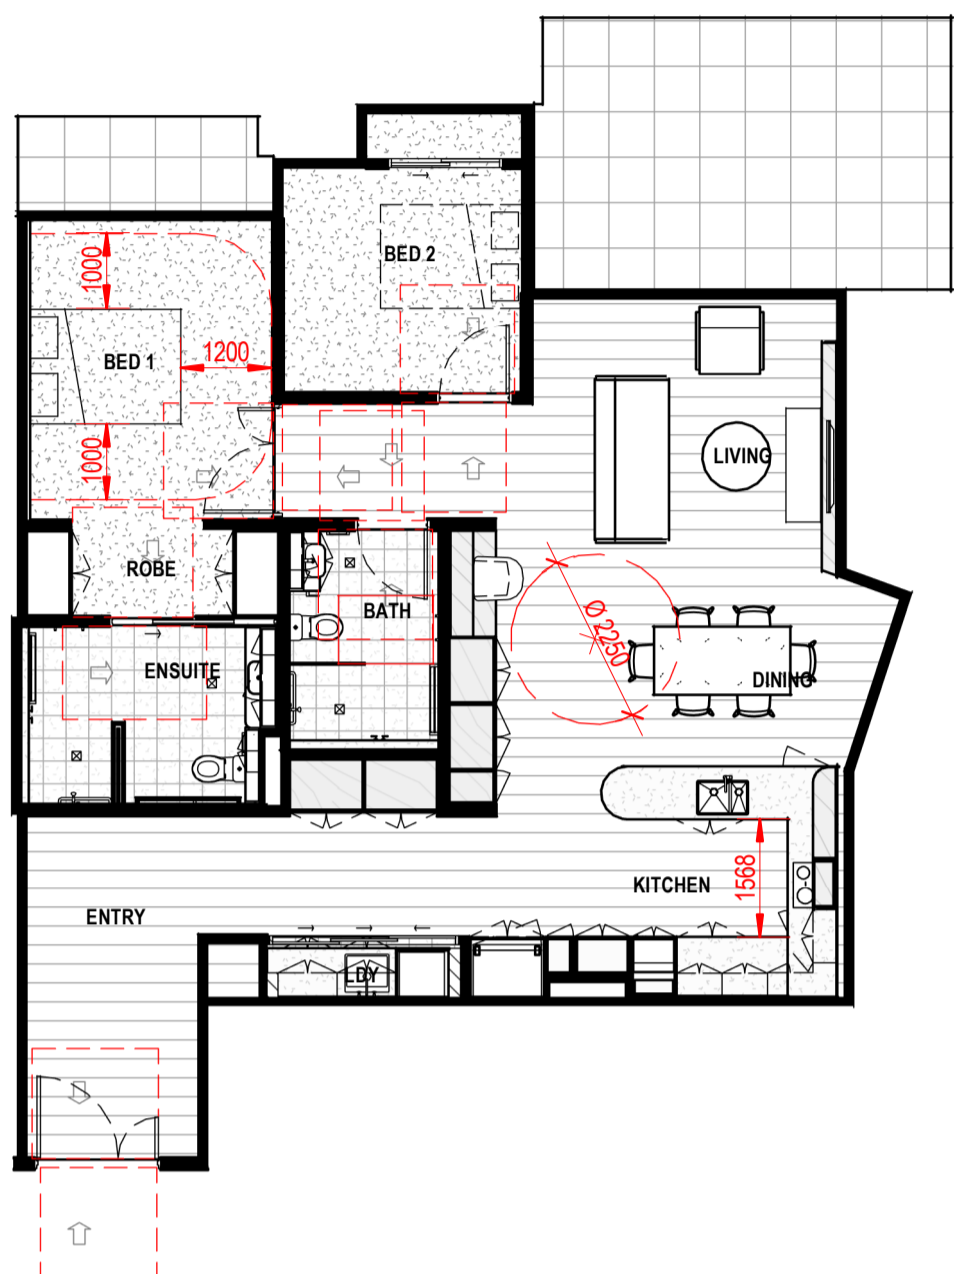 BED 2
1000
BED 1
1200
1000
LIVING
ROBE
BATH
Ø 2250
ENSUITE
DINING
KITCHEN
1568
ENTRY
LDY